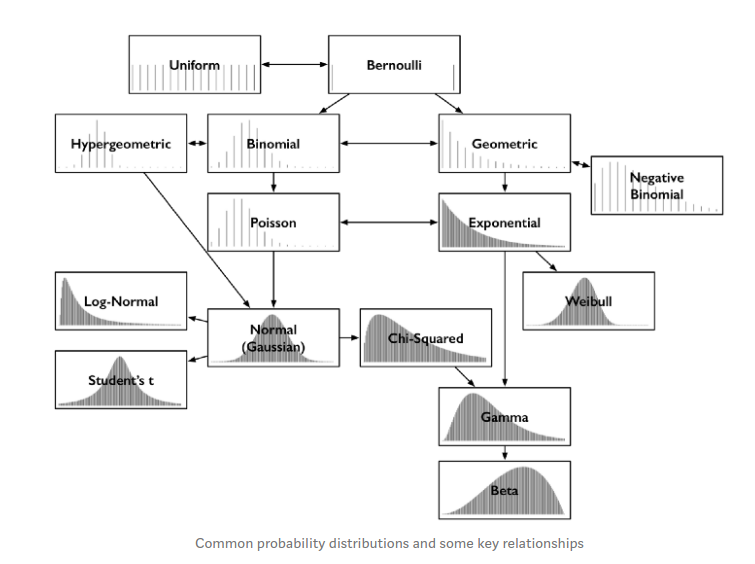 Uniform
Bernoulli
Hypergeometric
Binomial
Geometric
Negative
Binomial
Poisson
Exponential
Log-Normal
Normal
(Gaussian)
Chi-Squared
Weibull
Student's t
Gamma
Beta
Common probability distributions and some key relationships